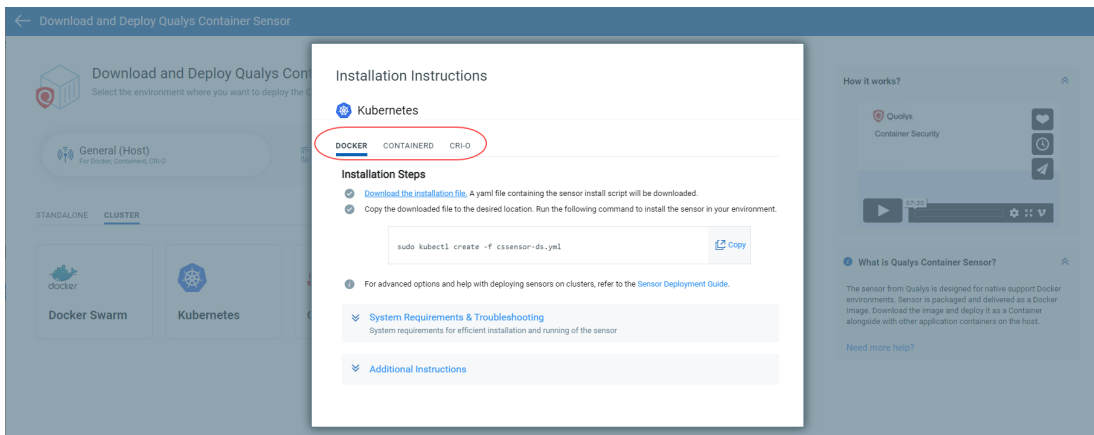 Download and Deploy Qualys Container Sensor
Download and Deploy Qualys Cont
Select the environment where you want to deploy the
General (Host)
For Docker, Containerd, CRI-O
STANDALONE CLUSTER
docker
Docker Swarm
Kubernetes
Installation Instructions
Kubernetes
DOCKER CONTAINERD CRI-O
Installation Steps
Download the installation file. A yaml file containing the sensor install script will be downloaded.
Copy the downloaded file to the desired location. Run the following command to install the sensor in your environment.
sudo kubectl create -f cssensor-ds.yml
Copy
For advanced options and help with deploying sensors on clusters, refer to the Sensor Deployment Guide.
System Requirements & Troubleshooting
System requirements for efficient installation and running of the sensor
Additional Instructions
How it works?
Qualys.
Container Security
07:30
What is Qualys Container Sensor?
The sensor from Qualys is designed for native support Docker
environments. Sensor is packaged and delivered as a Docker
Image. Download the image and deploy it as a Container
alongside with other application containers on the host.
Need more help?